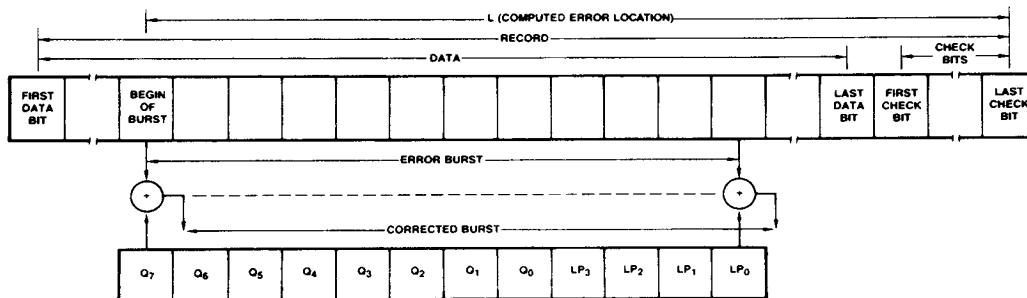 L (COMPUTED ERROR LOCATION)
RECORD
DATA
CHECK BITS
FIRST DATA BIT
BEGIN OF BURST
LAST DATA BIT
FIRST CHECK BIT
LAST CHECK BIT
ERROR BURST
+ +
CORRECTED BURST
Q7 Q6 Q5 Q4 Q3 Q2 Q1 Q0 LP3 LP2 LP1 LP0